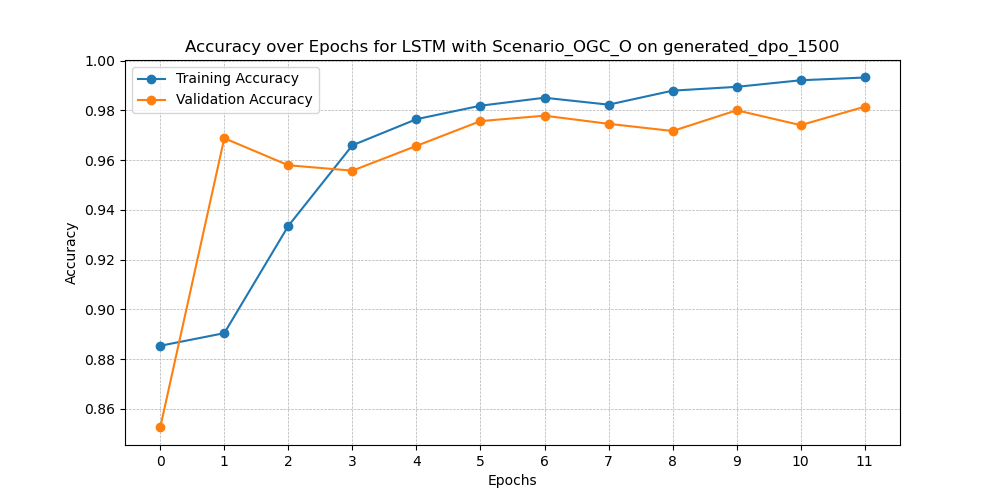 Accuracy over Epochs for LSTM with Scenario_OGC_O on generated_dpo_1500
Training Accuracy
Validation Accuracy
1.00
0.98
0.96
0.94
0.92
0.90
0.88
0.86
Accuracy
0 1 2 3 4 5 6 7 8 9 10 11
Epochs